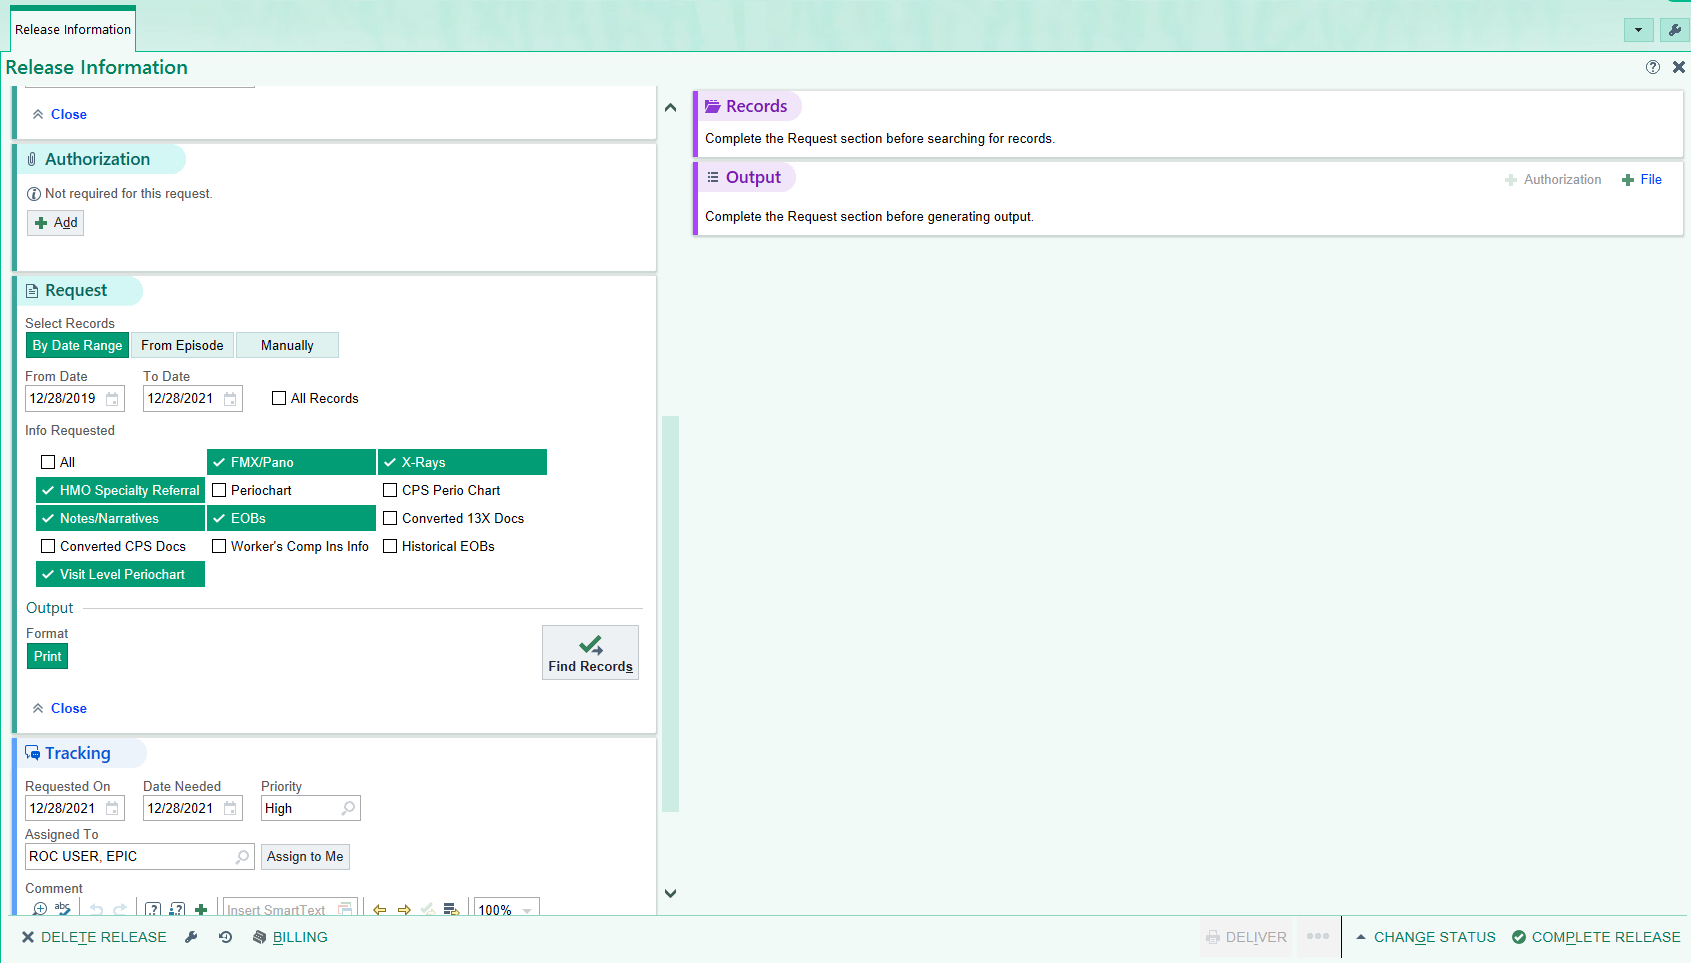 Release Information
Release Information
Close
Authorization
Not required for this request.
Add
Request
Select Records
By Date Range From Episode Manually
From Date To Date
12/28/2019 12/28/2021 All Records
Info Requested
All FMX/Pano X-Rays
HMO Specialty Referral Periochart CPS Perio Chart
Notes/Narratives EOBs Converted 13X Docs
Converted CPS Docs Worker's Comp Ins Info Historical EOBs
Visit Level Periochart
Output
Format
Print
Find Records
Close
Tracking
Requested On Date Needed Priority
12/28/2021 12/28/2021 High
Assigned To
ROC USER, EPIC Assign to Me
Comment
abc Insert SmartText 100%
Records
Complete the Request section before searching for records.
Output Authorization File
Complete the Request section before generating output.
DELETE RELEASE BILLING DELIVER CHANGE STATUS COMPLETE RELEASE